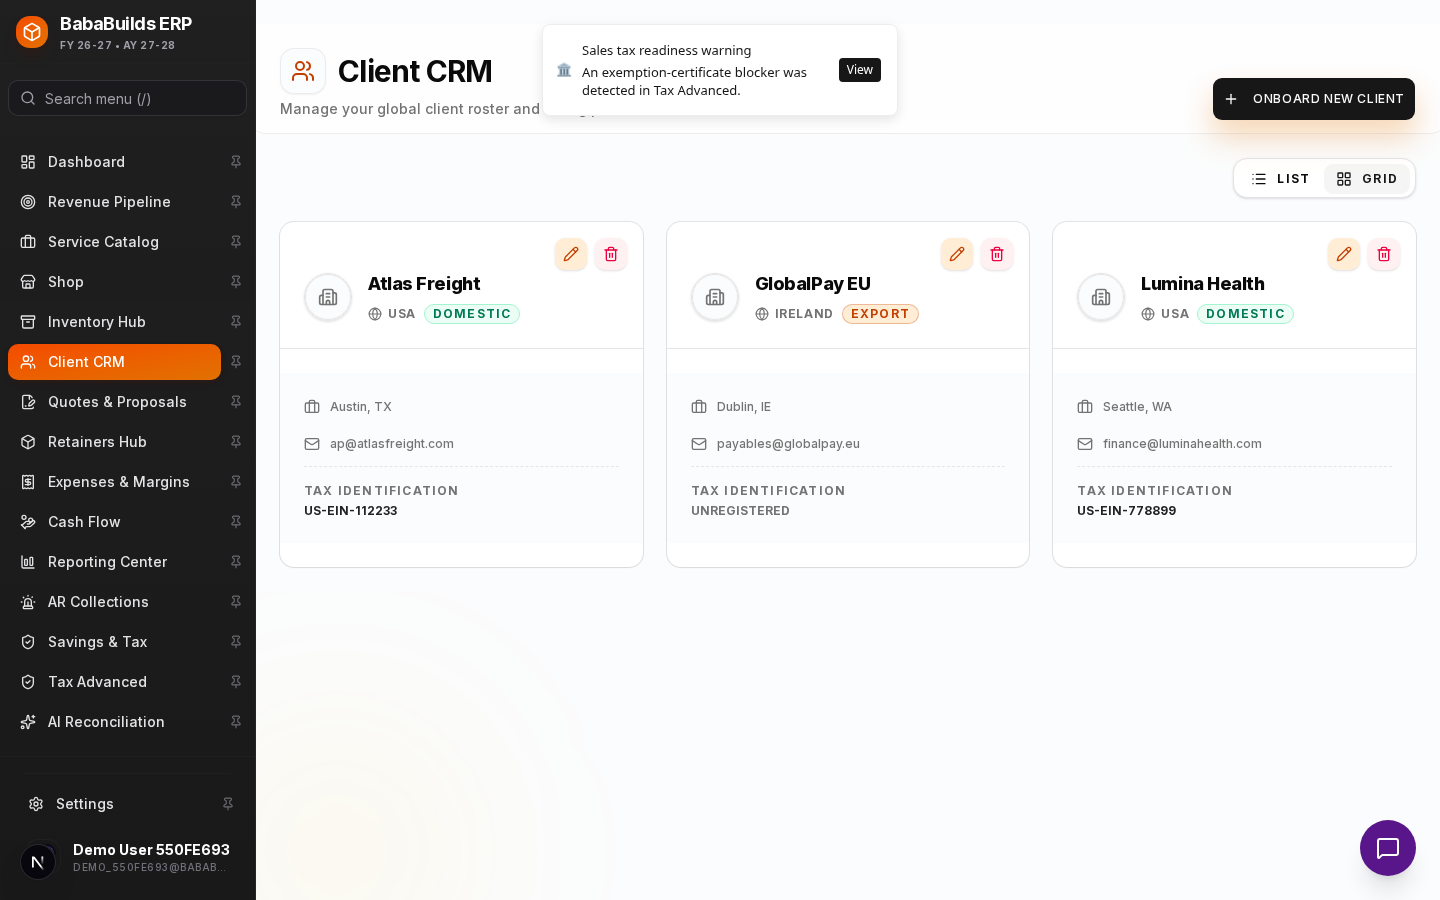 BabaBuilds ERP
FY 26-27 • AY 27-28
Search menu (/)
Dashboard
Revenue Pipeline
Service Catalog
Shop
Inventory Hub
Client CRM
Quotes & Proposals
Retainers Hub
Expenses & Margins
Cash Flow
Reporting Center
AR Collections
Savings & Tax
Tax Advanced
AI Reconciliation
Settings
Demo User 550FE693
DEMO_550FE693@BABAB...
Client CRM
Manage your global client roster and
Sales tax readiness warning
An exemption-certificate blocker was
detected in Tax Advanced.
View
ONBOARD NEW CLIENT
LIST
GRID
Atlas Freight
USA DOMESTIC
Austin, TX
ap@atlasfreight.com
TAX IDENTIFICATION
US-EIN-112233
GlobalPay EU
IRELAND EXPORT
Dublin, IE
payables@globalpay.eu
TAX IDENTIFICATION
UNREGISTERED
Lumina Health
USA DOMESTIC
Seattle, WA
finance@luminahealth.com
TAX IDENTIFICATION
US-EIN-778899